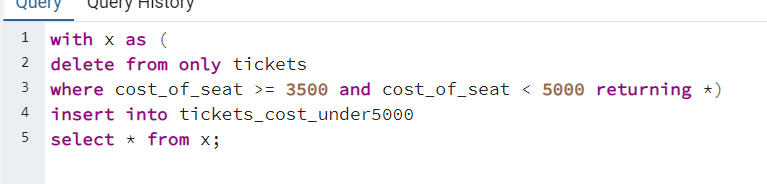 Query Query History
1 with x as (
2 delete from only tickets
3 where cost_of_seat >= 3500 and cost_of_seat < 5000 returning *)
4 insert into tickets_cost_under5000
5 select * from x;